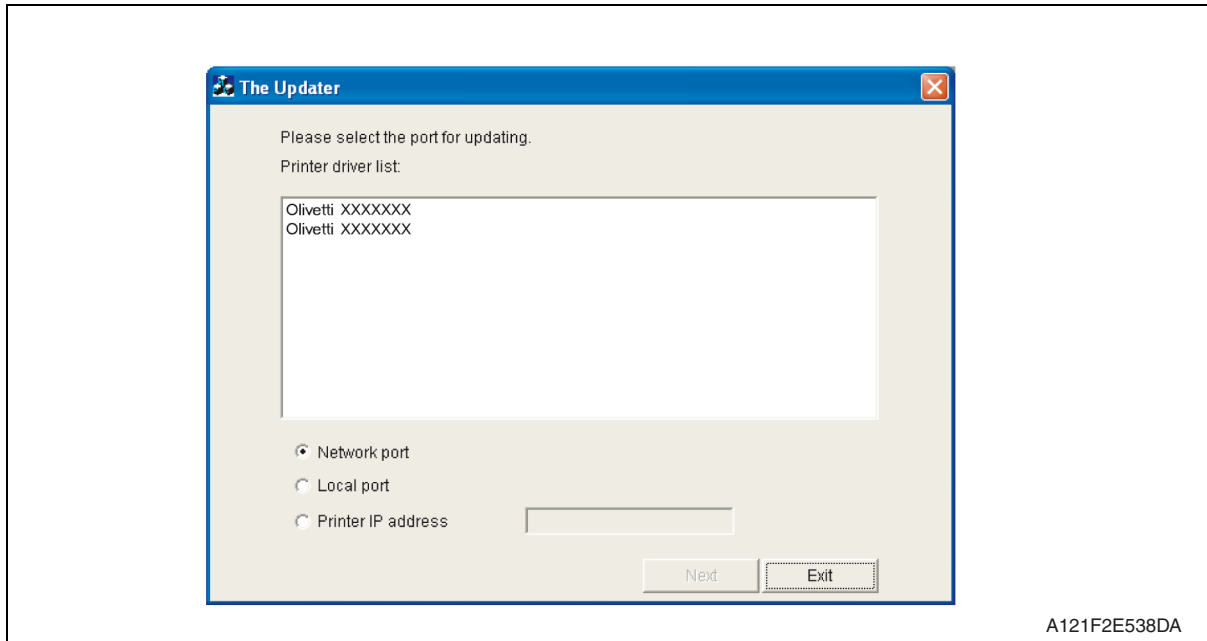 The Updater
Please select the port for updating.
Printer driver list:
Olivetti XXXXXXX
Olivetti XXXXXXX
Network port
Local port
Printer IP address
Next
Exit
A121F2E538DA